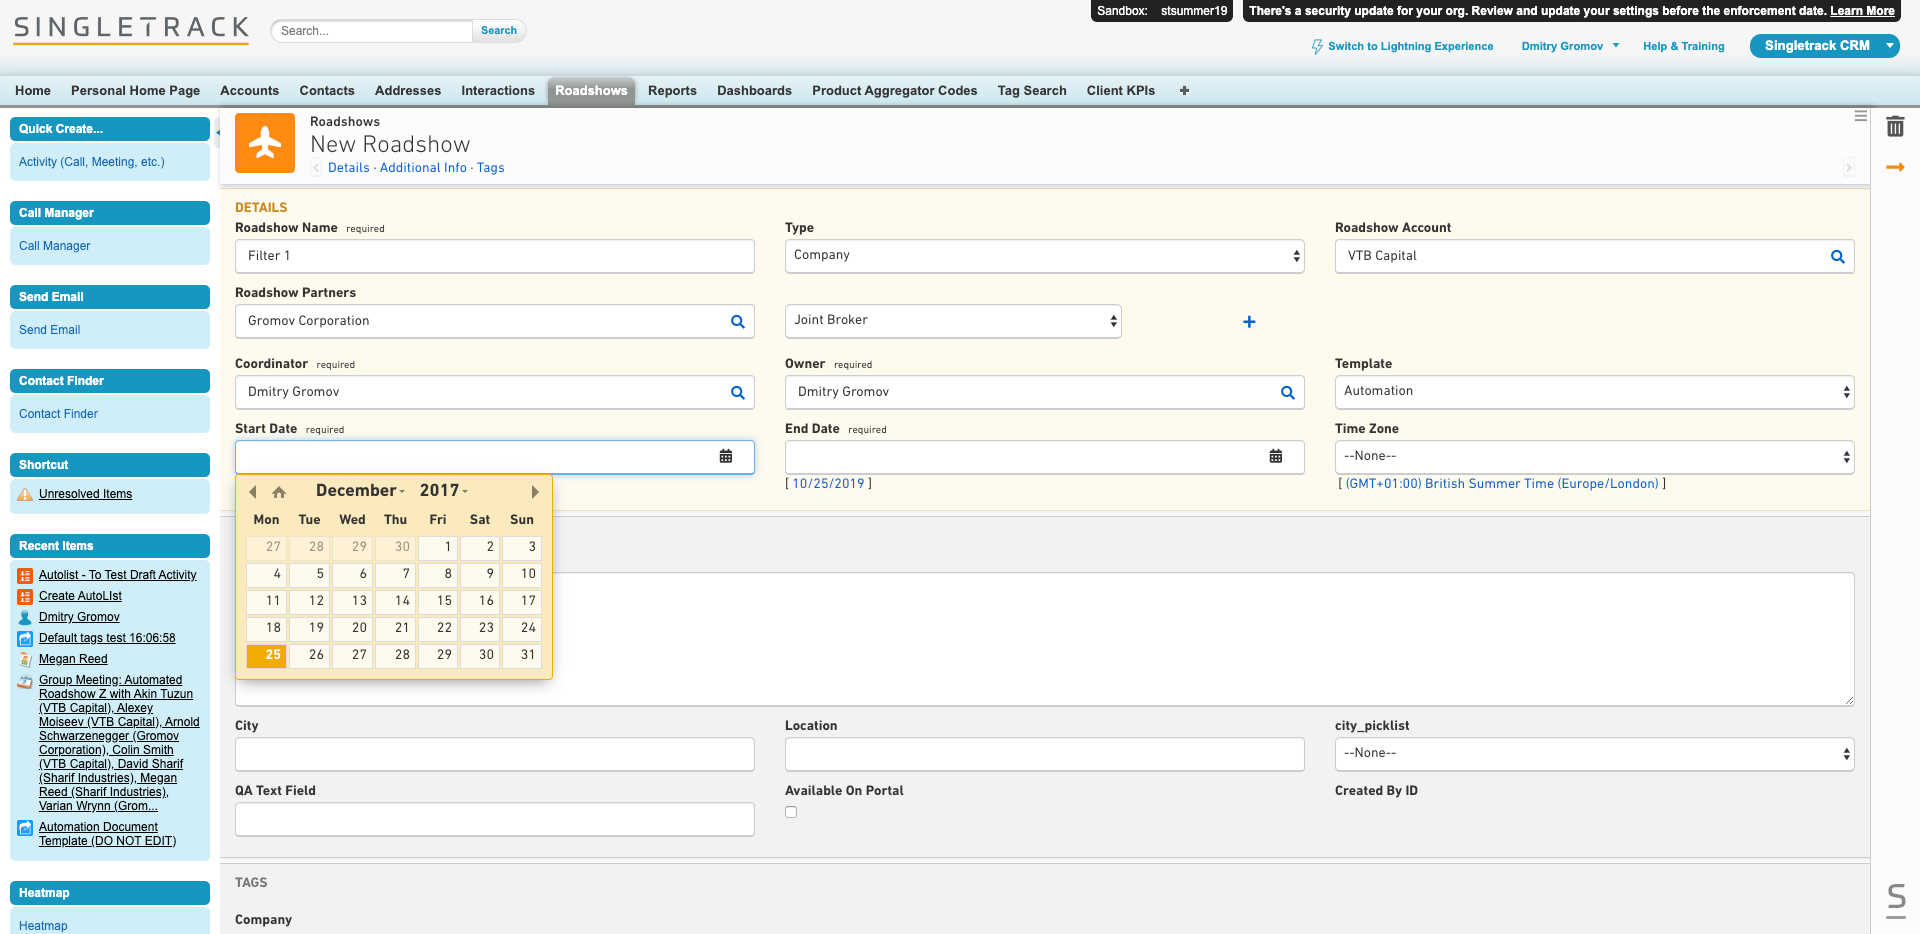 Sandbox: stsummer19
There's a security update for your org. Review and update your settings before the enforcement date. Learn More
SINGLETRACK
Search...
Search
Switch to Lightning Experience
Dmitry Gromov
Help & Training
Singletrack CRM
Home Personal Home Page Accounts Contacts Addresses Interactions Roadshows Reports Dashboards Product Aggregator Codes Tag Search Client KPIs +
Quick Create...
Activity (Call, Meeting, etc.)
Call Manager
Call Manager
Send Email
Send Email
Contact Finder
Contact Finder
Shortcut
Unresolved Items
Recent Items
Autolist - To Test Draft Activity
Create AutoLIst
Dmitry Gromov
Default tags test 16:06:58
Megan Reed
Group Meeting: Automated
Roadshow Z with Akin Tuzun
(VTB Capital), Alexey
Moiseev (VTB Capital), Arnold
Schwarzenegger (Gromov
Corporation), Colin Smith
(VTB Capital), David Sharif
(Sharif Industries), Megan
Reed (Sharif Industries),
Varian Wrynn (Grom...
Automation Document
Template (DO NOT EDIT)
Heatmap
Heatmap
Roadshows
New Roadshow
Details · Additional Info · Tags
DETAILS
Roadshow Name required
Filter 1
Type
Company
Roadshow Account
VTB Capital
Roadshow Partners
Gromov Corporation
Joint Broker
Coordinator required
Dmitry Gromov
Owner required
Dmitry Gromov
Template
Automation
Start Date required
End Date required
[ 10/25/2019 ]
Time Zone
--None--
[ (GMT+01:00) British Summer Time (Europe/London) ]
December 2017
Mon Tue Wed Thu Fri Sat Sun
27 28 29 30 1 2 3
4 5 6 7 8 9 10
11 12 13 14 15 16 17
18 19 20 21 22 23 24
25 26 27 28 29 30 31
City
Location
city_picklist
--None--
QA Text Field
Available On Portal
Created By ID
TAGS
Company
S